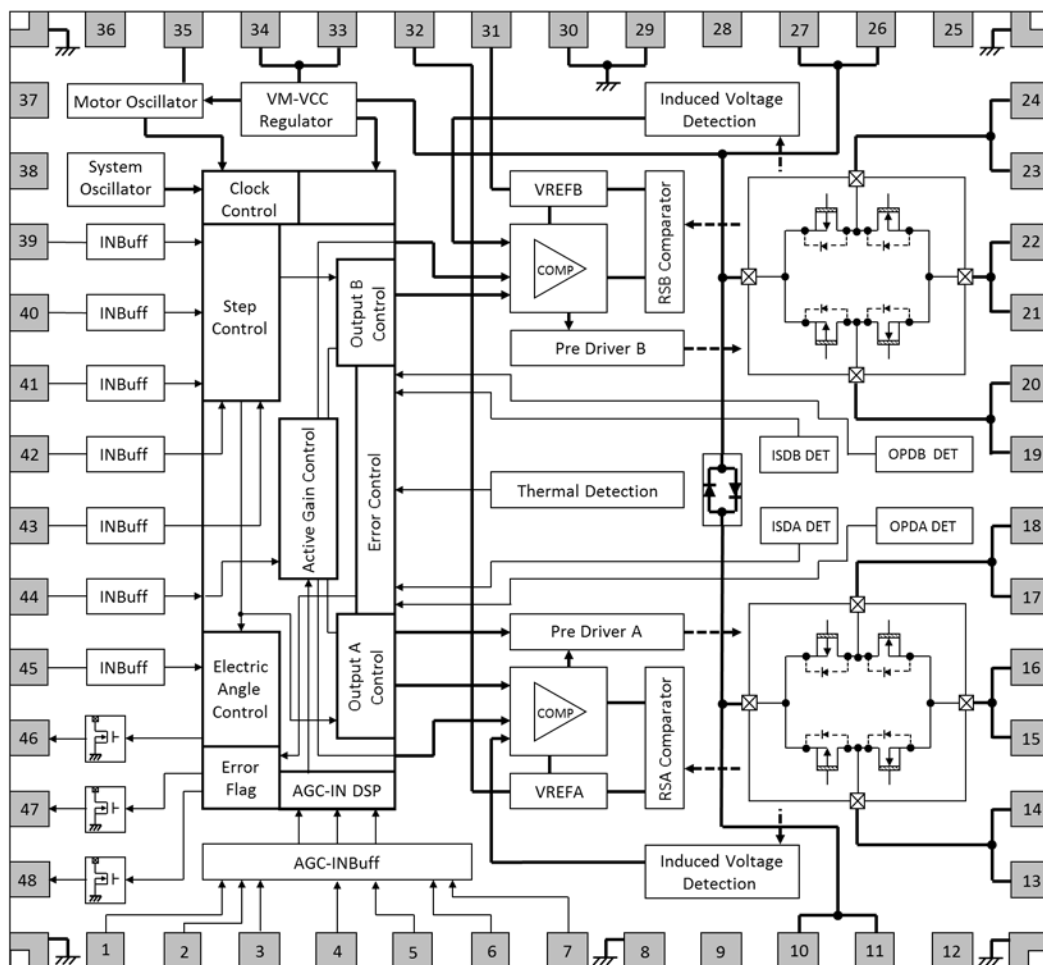 36
35
34
33
32
31
30
29
28
27
26
25
37
Motor Oscillator
VM-VCC
Regulator
Induced Voltage
Detection
24
38
System
Oscillator
Clock
Control
VREFB
RSB Comparator
23
39
INBuff
Step
Control
Output B
Control
COMP
22
40
INBuff
Pre Driver B
21
41
INBuff
20
42
INBuff
Active Gain Control
Error Control
ISDB DET
OPDB DET
19
Thermal Detection
43
INBuff
ISDA DET
OPDA DET
18
44
INBuff
17
Output A
Control
Pre Driver A
45
INBuff
Electric
Angle
Control
COMP
RSA Comparator
16
46
15
Error
Flag
AGC-IN DSP
VREFA
47
14
48
AGC-INBuff
Induced Voltage
Detection
13
1
2
3
4
5
6
7
8
9
10
11
12